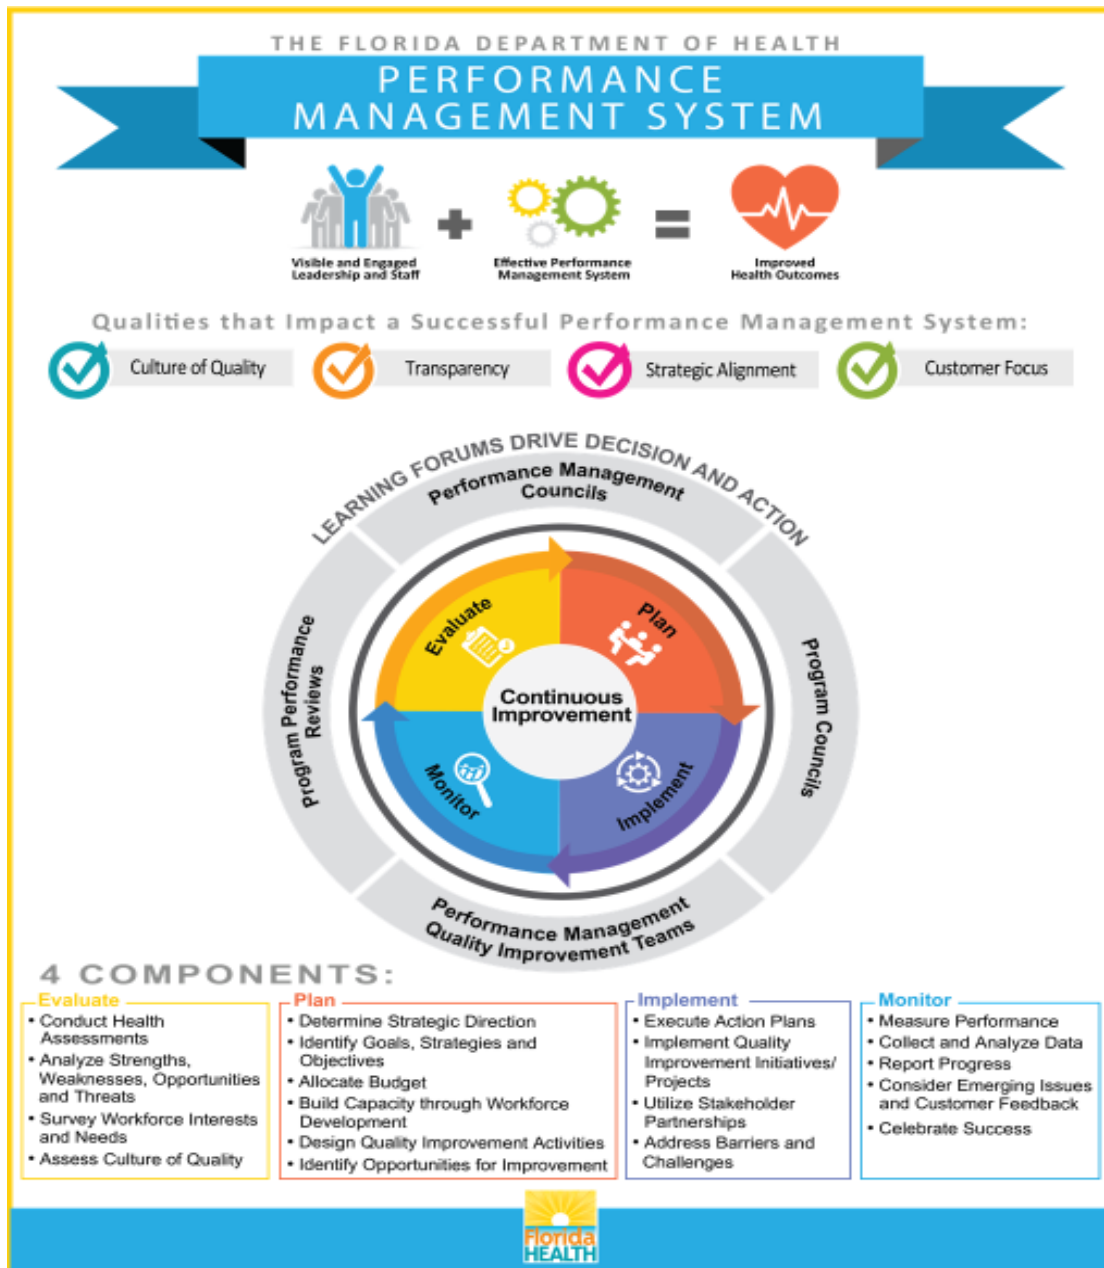 THE FLORIDA DEPARTMENT OF HEALTH
PERFORMANCE
MANAGEMENT SYSTEM
Visible and Engaged
Leadership and Staff
Effective Performance
Management System
Improved
Health Outcomes
Qualities that Impact a Successful Performance Management System:
Culture of Quality
Transparency
Strategic Alignment
Customer Focus
LEARNING FORUMS DRIVE DECISION AND ACTION
Performance Management
Councils
Program Councils
Performance Management
Quality Improvement Teams
Program Performance
Reviews
Evaluate
Plan
Implement
Monitor
Continuous
Improvement
4 COMPONENTS:
Evaluate
• Conduct Health
Assessments
• Analyze Strengths,
Weaknesses, Opportunities
and Threats
• Survey Workforce Interests
and Needs
• Assess Culture of Quality
Plan
• Determine Strategic Direction
• Identify Goals, Strategies and
Objectives
• Allocate Budget
• Build Capacity through Workforce
Development
• Design Quality Improvement Activities
• Identify Opportunities for Improvement
Implement
• Execute Action Plans
• Implement Quality
Improvement Initiatives/
Projects
• Utilize Stakeholder
Partnerships
• Address Barriers and
Challenges
Monitor
• Measure Performance
• Collect and Analyze Data
• Report Progress
• Consider Emerging Issues
and Customer Feedback
• Celebrate Success
Florida
HEALTH